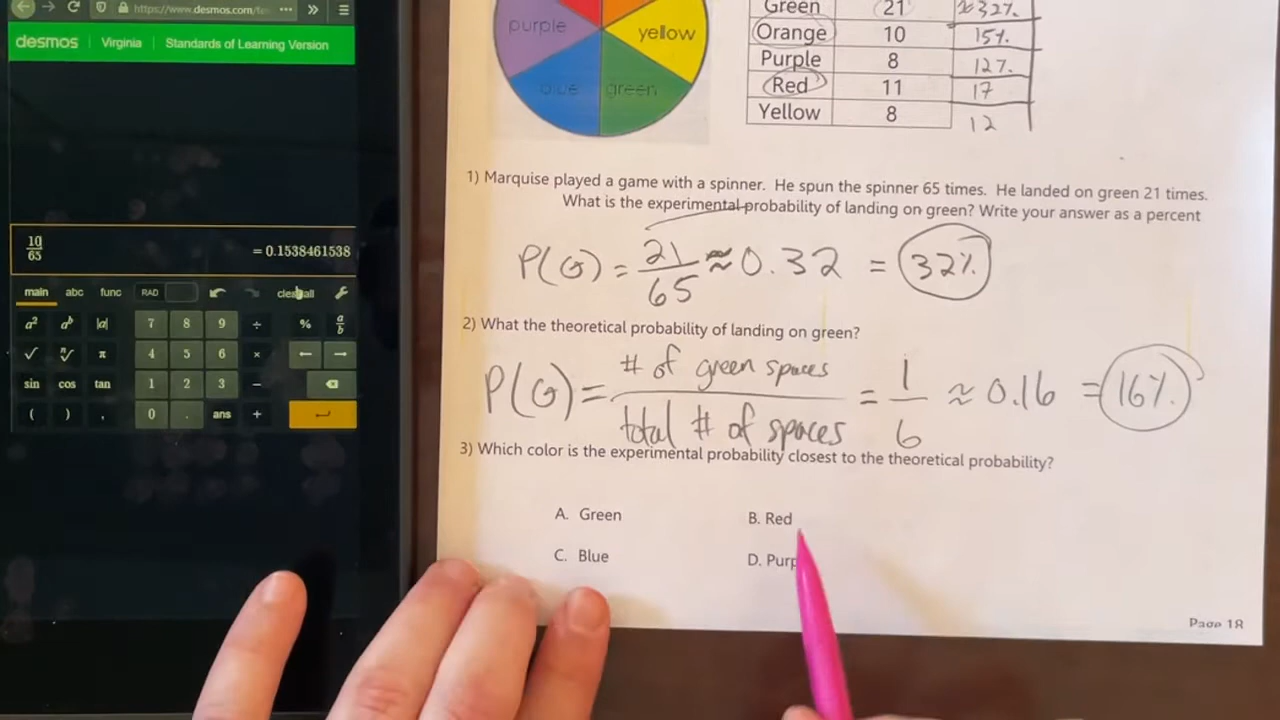 https://www.desmos.com/tes
desmos Virginia Standards of Learning Version
10
65
= 0.1538461538
main abc func RAD clear all
a² aᵇ |a| 7 8 9 ÷ % a/b
√ ⁿ√ π 4 5 6 × ← →
sin cos tan 1 2 3 −
( ) , 0 . ans +
purple
yellow
blue green
Green 21 ≈32%
Orange 10 15%
Purple 8 12%
Red 11 17
Yellow 8 12
1) Marquise played a game with a spinner. He spun the spinner 65 times. He landed on green 21 times.
What is the experimental probability of landing on green? Write your answer as a percent
P(G) = 21/65 ≈ 0.32 = 32%
2) What the theoretical probability of landing on green?
P(G) = # of green spaces / total # of spaces = 1/6 ≈ 0.16 = 16%
3) Which color is the experimental probability closest to the theoretical probability?
A. Green B. Red
C. Blue D. Purp
Page 18